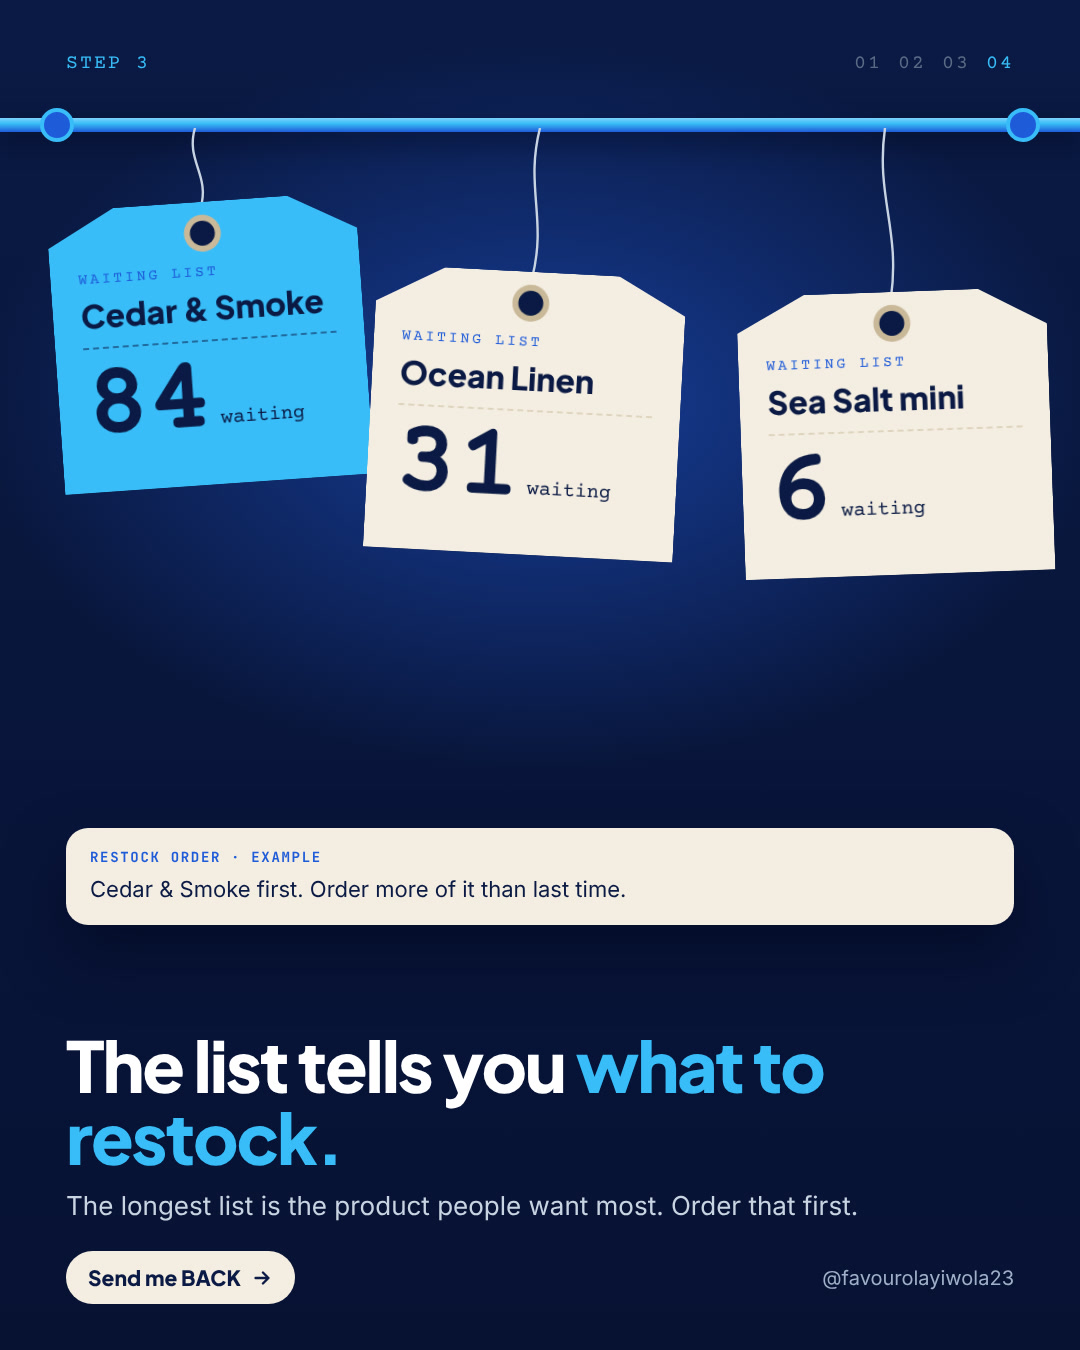 STEP 3
01 02 03 04
WAITING LIST
Cedar & Smoke
84 waiting
WAITING LIST
Ocean Linen
31 waiting
WAITING LIST
Sea Salt mini
6 waiting
RESTOCK ORDER · EXAMPLE
Cedar & Smoke first. Order more of it than last time.
The list tells you what to
restock.
The longest list is the product people want most. Order that first.
Send me BACK →
@favourolayiwola23